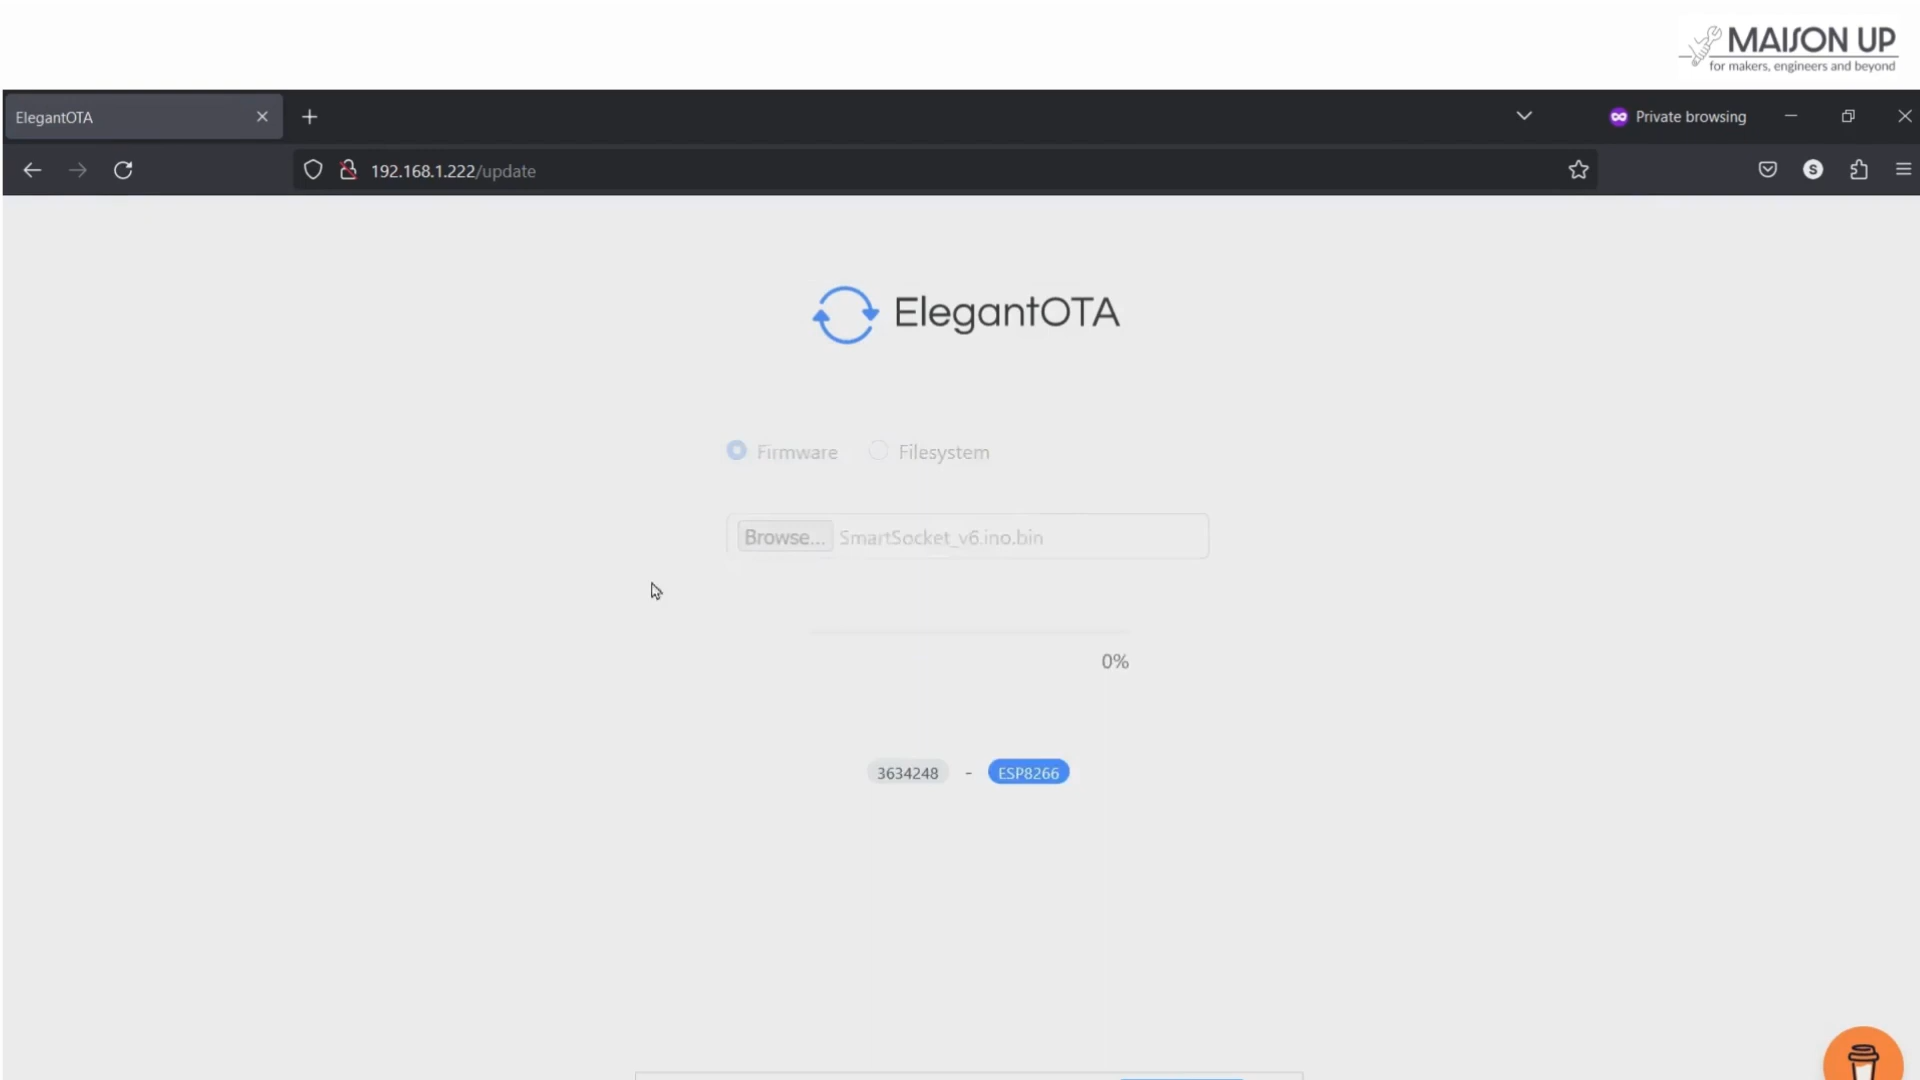 MAISON UP
for makers, engineers and beyond
ElegantOTA
Private browsing
192.168.1.222/update
S
ElegantOTA
Firmware Filesystem
Browse... SmartSocket_v6.ino.bin
0%
3634248 - ESP8266